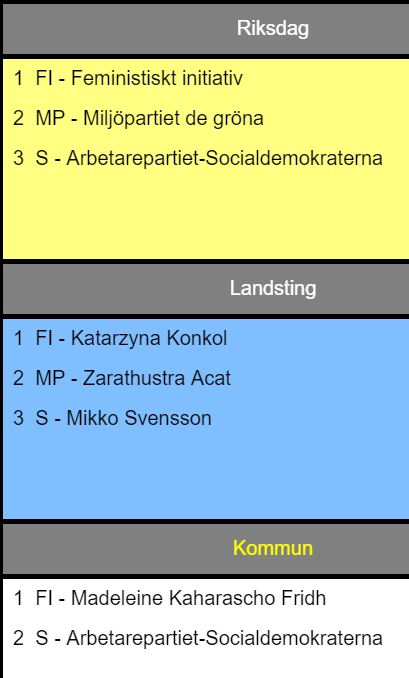 Riksdag
1 FI - Feministiskt initiativ
2 MP - Miljöpartiet de gröna
3 S - Arbetarepartiet-Socialdemokraterna
Landsting
1 FI - Katarzyna Konkol
2 MP - Zarathustra Acat
3 S - Mikko Svensson
Kommun
1 FI - Madeleine Kaharascho Fridh
2 S - Arbetarepartiet-Socialdemokraterna